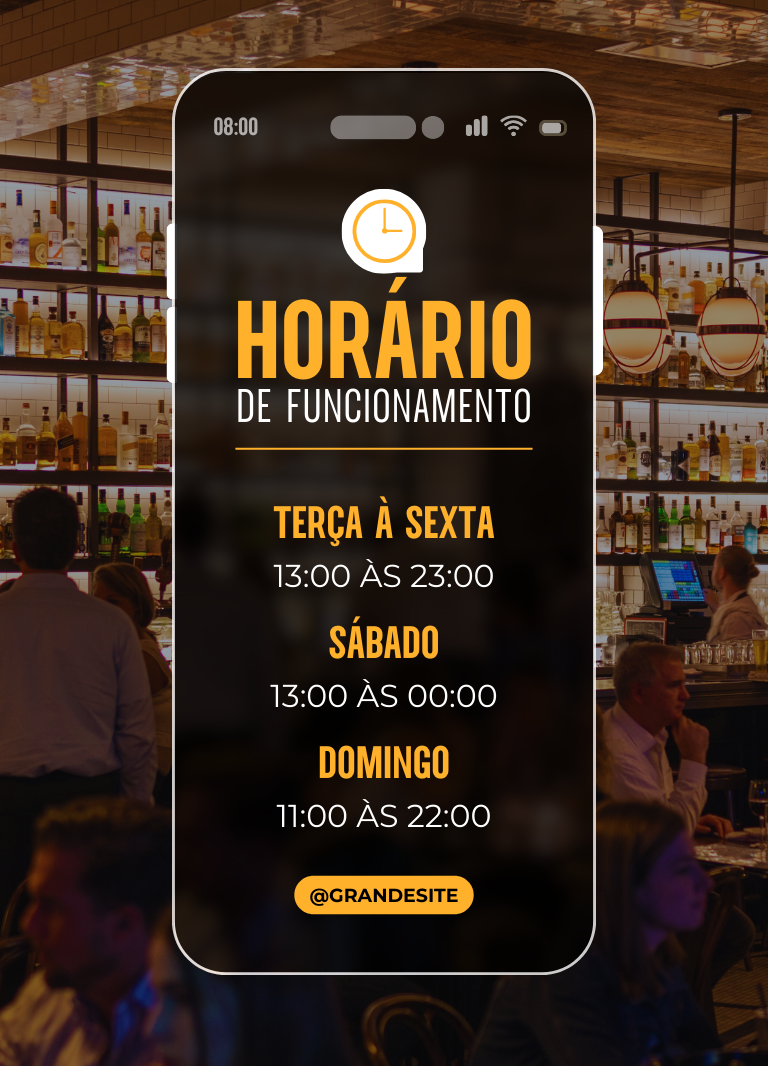 08:00
HORÁRIO
DE FUNCIONAMENTO
TERÇA À SEXTA
13:00 ÀS 23:00
SÁBADO
13:00 ÀS 00:00
DOMINGO
11:00 ÀS 22:00
@GRANDESITE